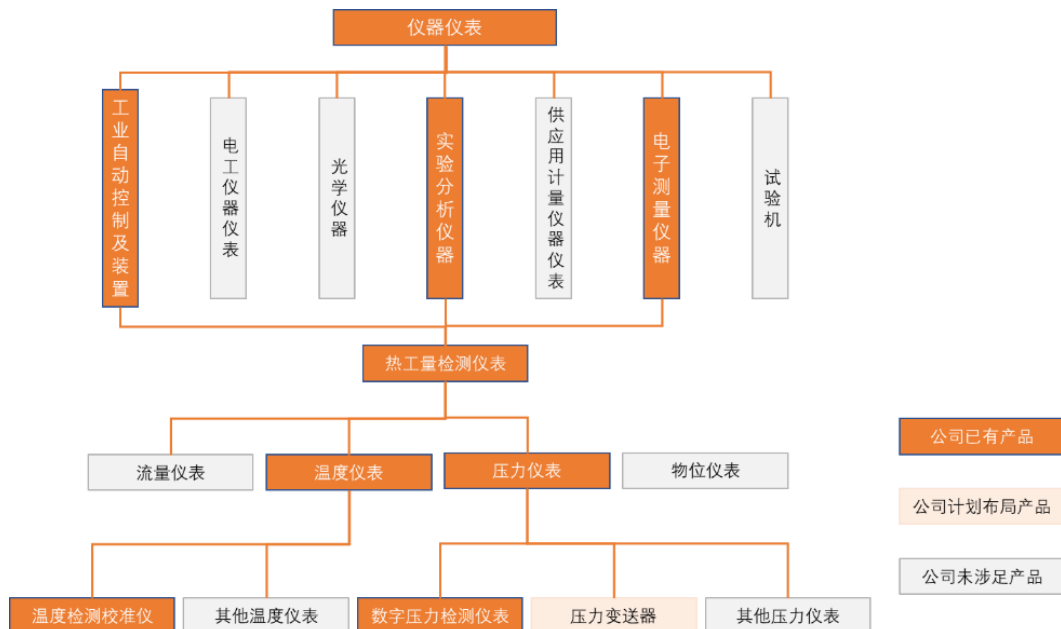 仪器仪表
工业自动控制及装置
电工仪器仪表
光学仪器
实验分析仪器
供应用计量仪器仪表
电子测量仪器
试验机
热工量检测仪表
流量仪表
温度仪表
压力仪表
物位仪表
公司已有产品
公司计划布局产品
公司未涉足产品
温度检测校准仪
其他温度仪表
数字压力检测仪表
压力变送器
其他压力仪表